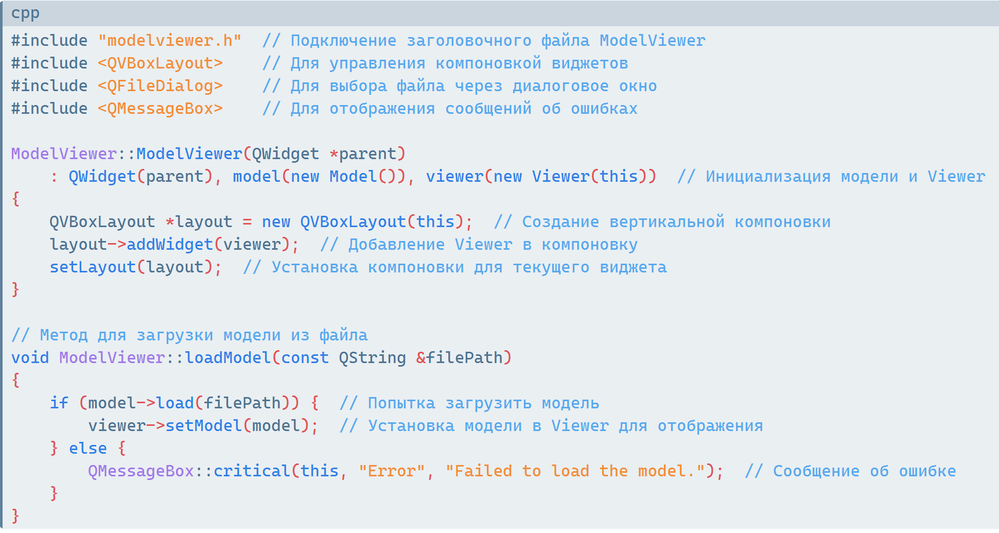 cpp
#include "modelviewer.h"  // Подключение заголовочного файла ModelViewer
#include <QVBoxLayout>    // Для управления компоновкой виджетов
#include <QFileDialog>    // Для выбора файла через диалоговое окно
#include <QMessageBox>    // Для отображения сообщений об ошибках

ModelViewer::ModelViewer(QWidget *parent)
    : QWidget(parent), model(new Model()), viewer(new Viewer(this))  // Инициализация модели и Viewer
{
    QVBoxLayout *layout = new QVBoxLayout(this);  // Создание вертикальной компоновки
    layout->addWidget(viewer);  // Добавление Viewer в компоновку
    setLayout(layout);  // Установка компоновки для текущего виджета
}

// Метод для загрузки модели из файла
void ModelViewer::loadModel(const QString &filePath)
{
    if (model->load(filePath)) {  // Попытка загрузить модель
        viewer->setModel(model);  // Установка модели в Viewer для отображения
    } else {
        QMessageBox::critical(this, "Error", "Failed to load the model.");  // Сообщение об ошибке
    }
}